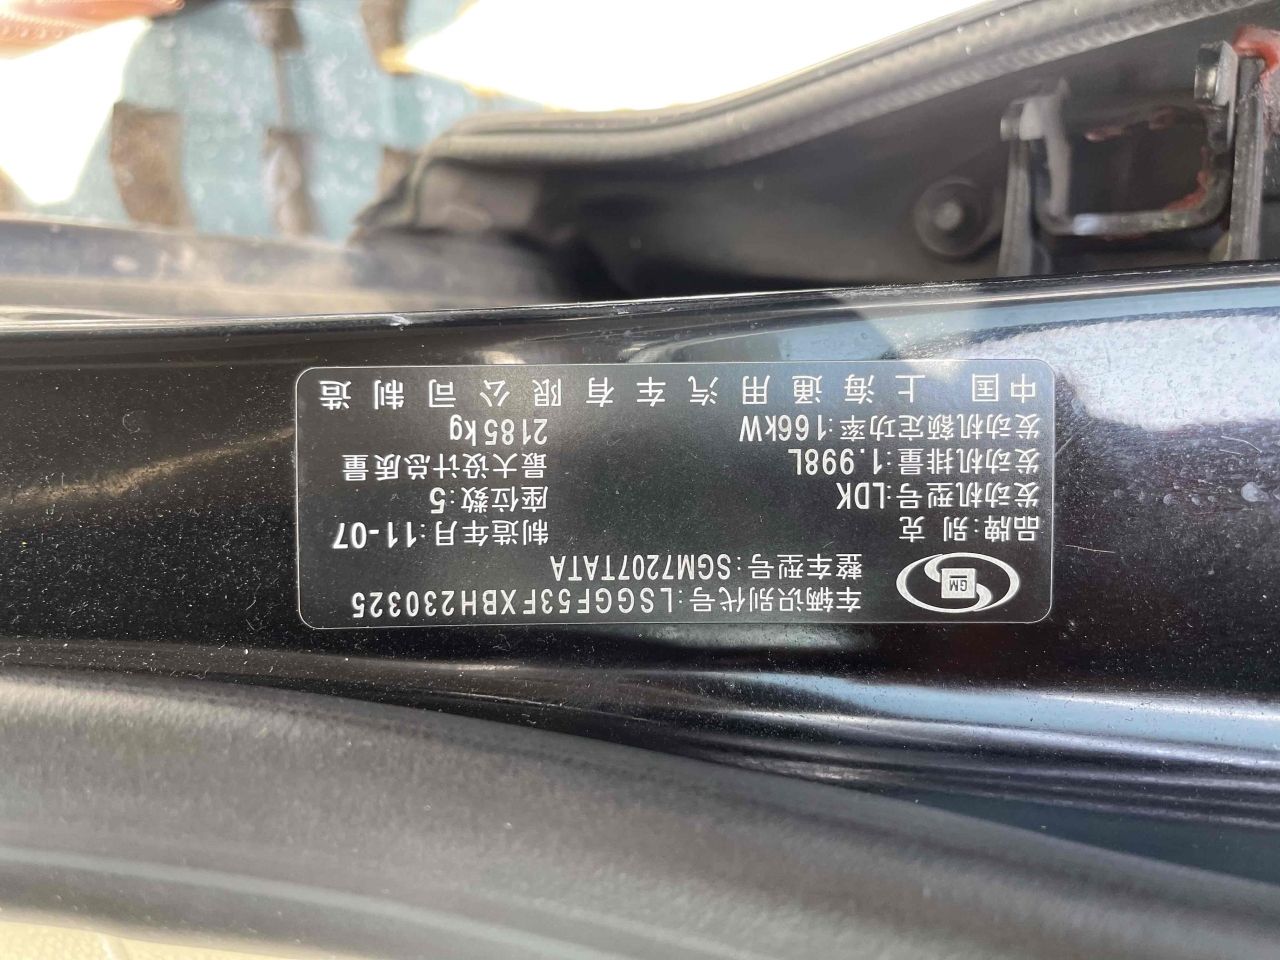 车辆识别代号:LSGGF53FXBH230325
整车型号:SGM7207TATA
GM
品牌:别 克 制造年月:11-07
发动机型号:LDK 座位数:5
发动机排量:1.998L 最大设计总质量
发动机额定功率:166kW 2185kg
中国 上海通用汽车有限公司制造